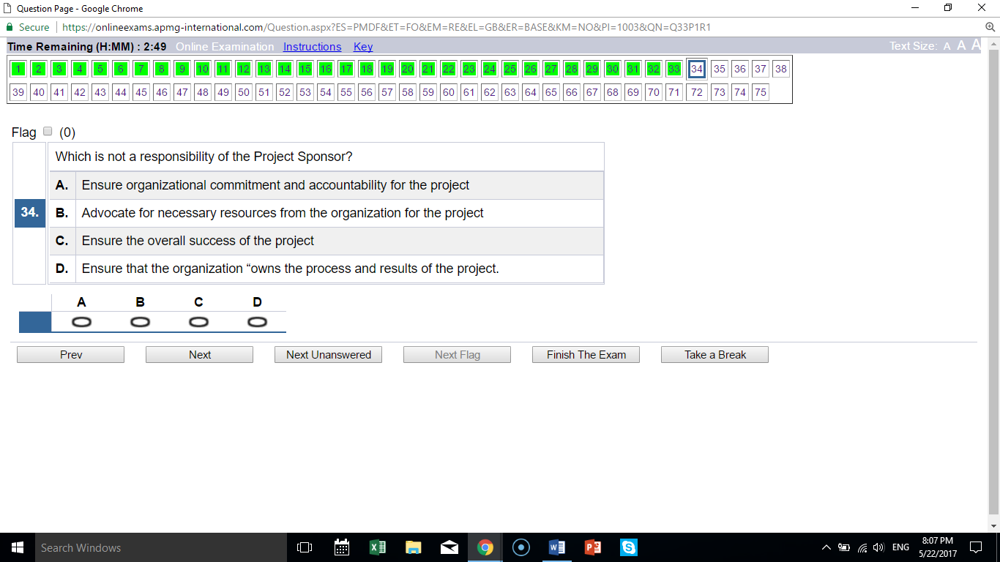 Question Page - Google Chrome
Secure https://onlineexams.apmg-international.com/Question.aspx?ES=PMDF&ET=FO&EM=RE&EL=GB&ER=BASE&KM=NO&PI=1003&QN=Q33P1R1
Time Remaining (H:MM) : 2:49 Online Examination Instructions Key Text Size: A A A
1 2 3 4 5 6 7 8 9 10 11 12 13 14 15 16 17 18 19 20 21 22 23 24 25 26 27 28 29 30 31 32 33 34 35 36 37 38
39 40 41 42 43 44 45 46 47 48 49 50 51 52 53 54 55 56 57 58 59 60 61 62 63 64 65 66 67 68 69 70 71 72 73 74 75
Flag (0)
Which is not a responsibility of the Project Sponsor?
A. Ensure organizational commitment and accountability for the project
34. B. Advocate for necessary resources from the organization for the project
C. Ensure the overall success of the project
D. Ensure that the organization “owns the process and results of the project.
A B C D
Prev Next Next Unanswered Next Flag Finish The Exam Take a Break
Search Windows ENG 8:07 PM
5/22/2017